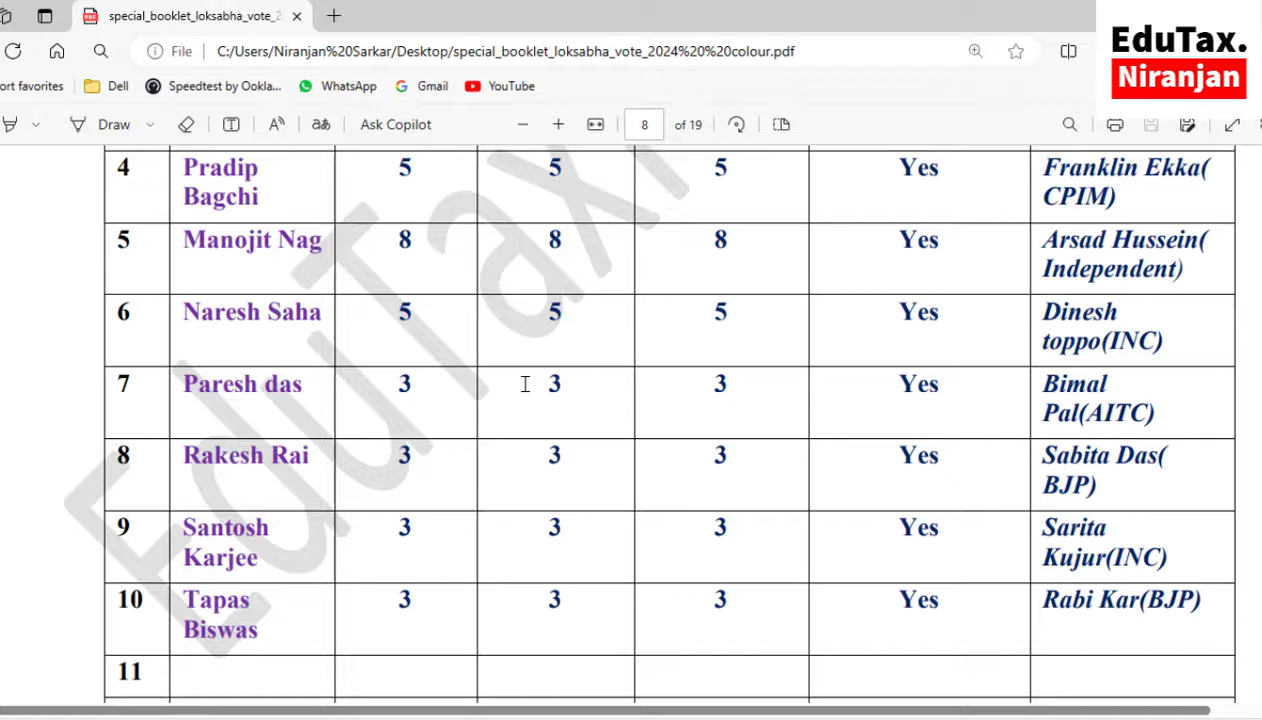 special_booklet_loksabha_vote_2
EduTax.
Niranjan
File C:/Users/Niranjan%20Sarkar/Desktop/special_booklet_loksabha_vote_2024%20%20colour.pdf
ort favorites Dell Speedtest by Ookla... WhatsApp Gmail YouTube
Draw aあ Ask Copilot 8 of 19
4 Pradip 5 5 5 Yes Franklin Ekka(
Bagchi CPIM)
5 Manojit Nag 8 8 8 Yes Arsad Hussein(
Independent)
6 Naresh Saha 5 5 5 Yes Dinesh
toppo(INC)
7 Paresh das 3 3 3 Yes Bimal
Pal(AITC)
8 Rakesh Rai 3 3 3 Yes Sabita Das(
BJP)
9 Santosh 3 3 3 Yes Sarita
Karjee Kujur(INC)
10 Tapas 3 3 3 Yes Rabi Kar(BJP)
Biswas
11
EduTaxN